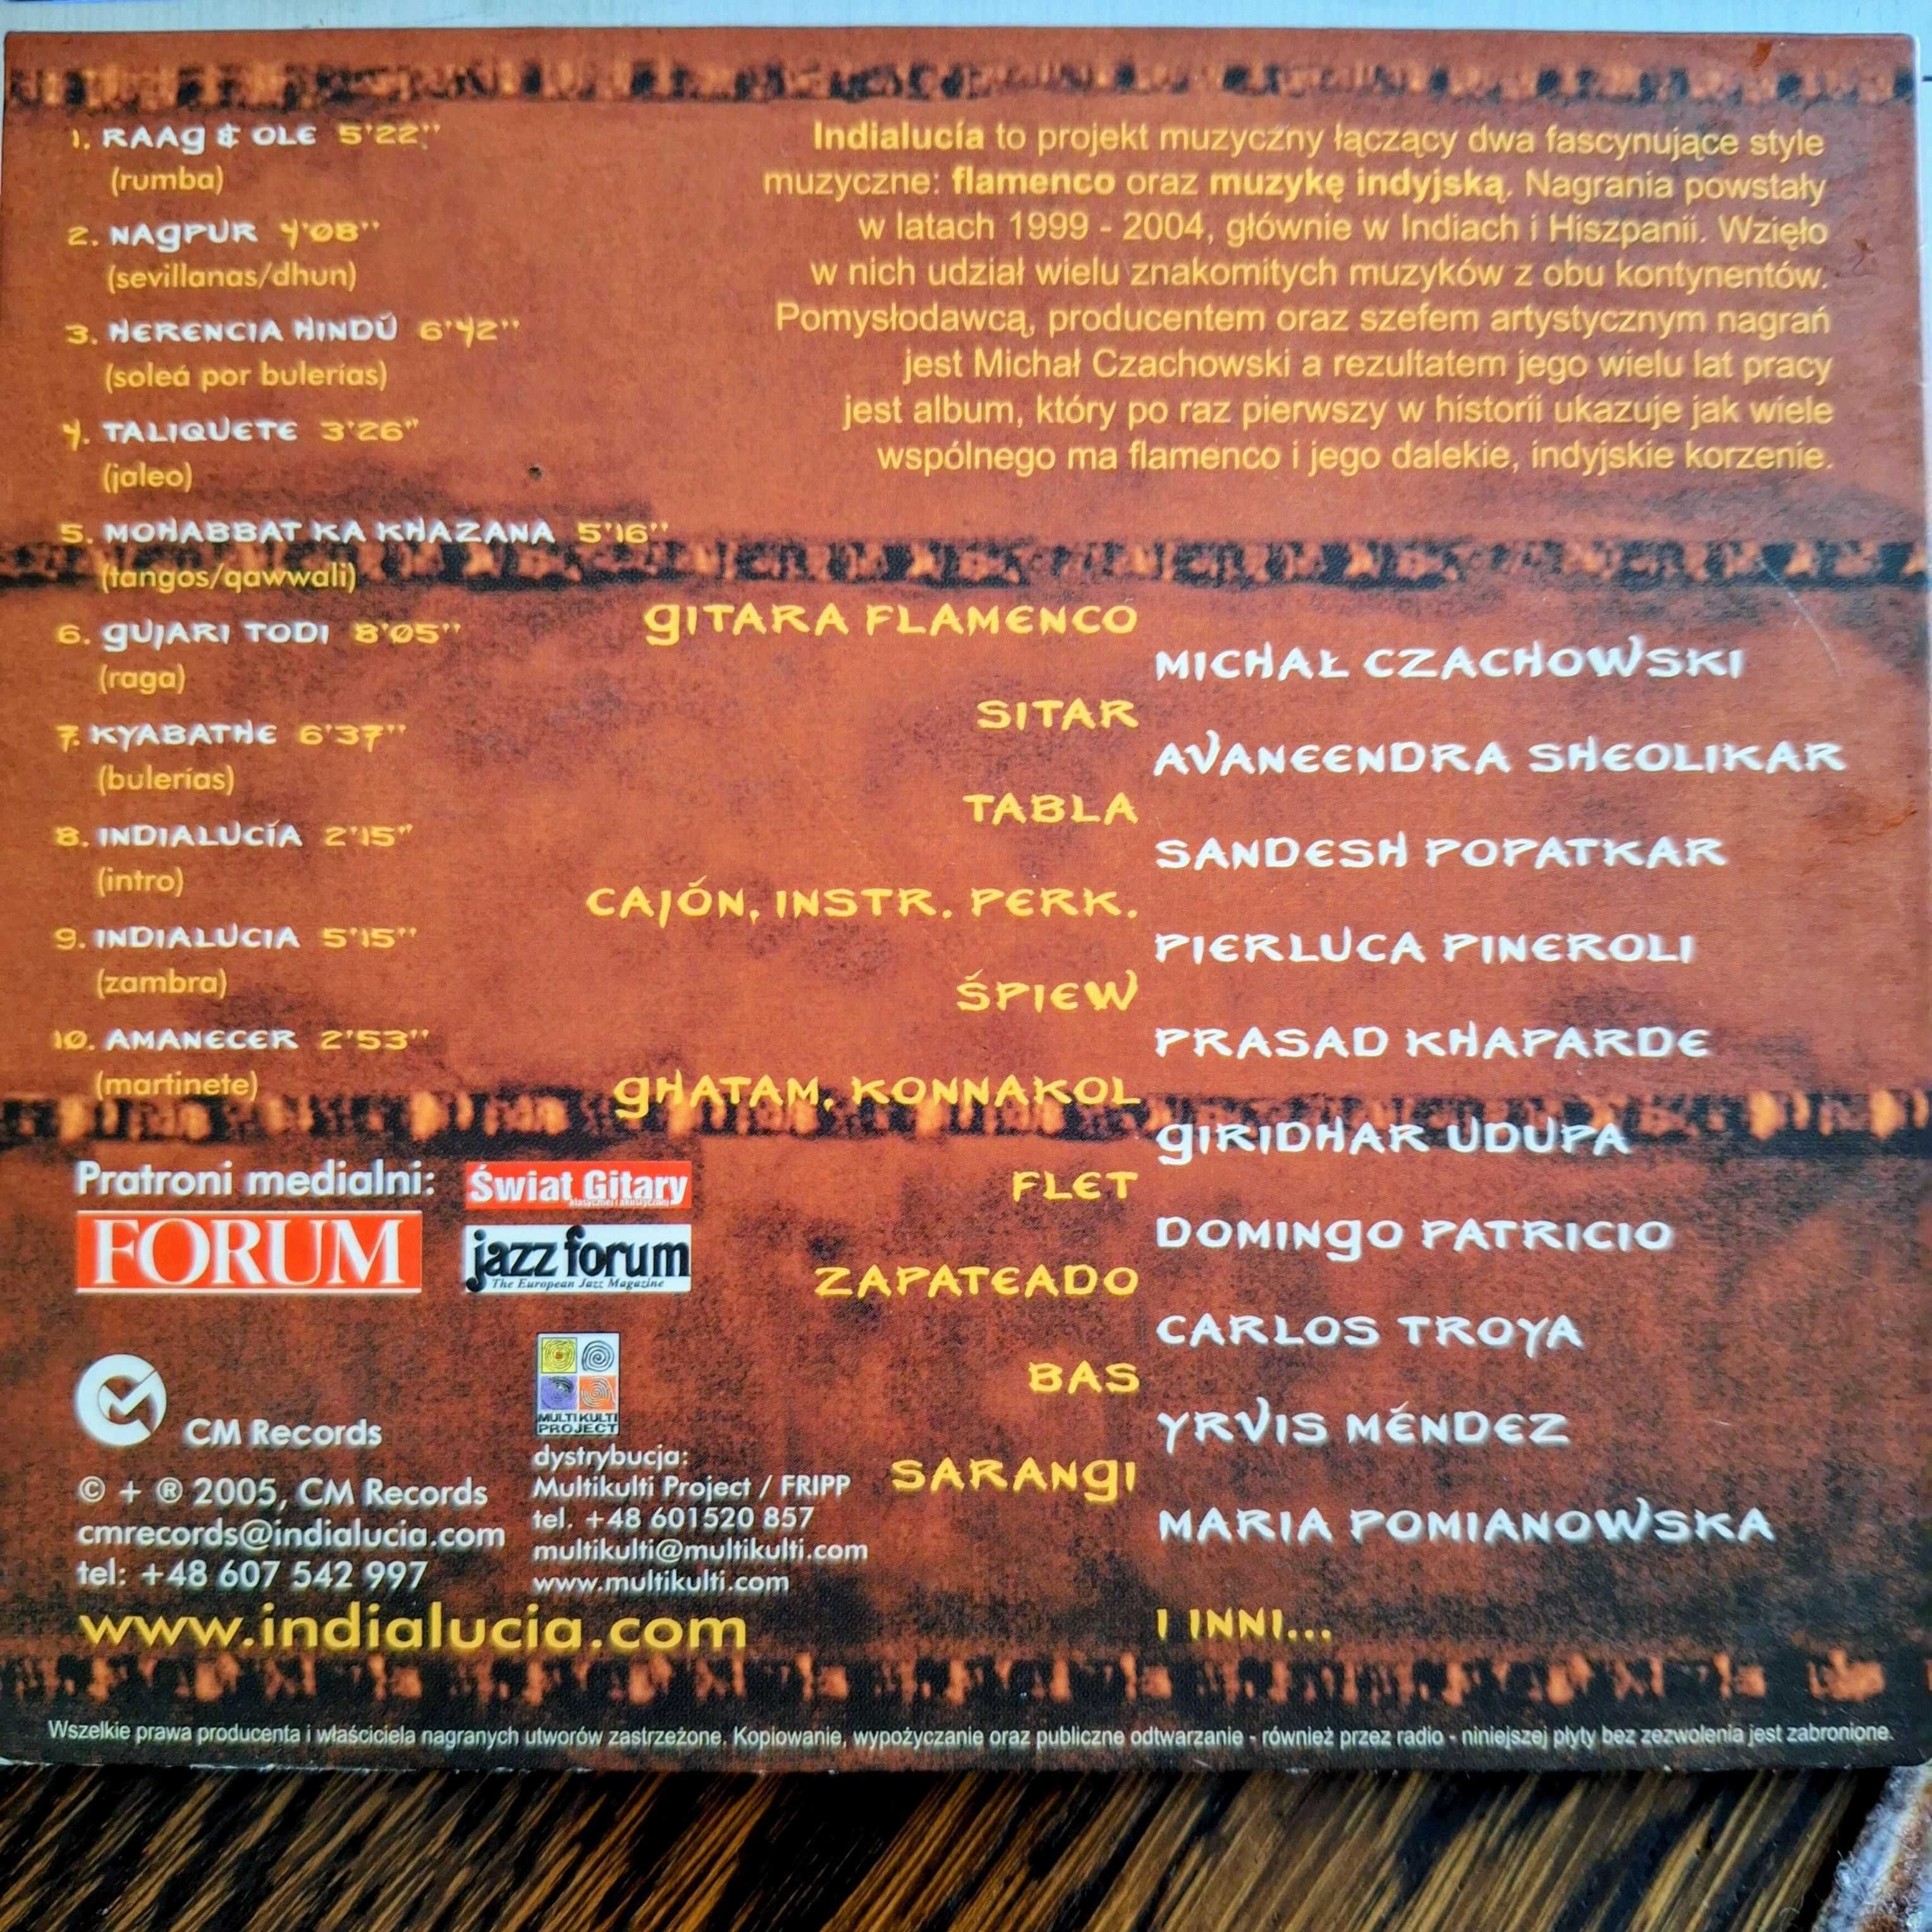 1. RAAG & OLE 5'22''
(rumba)
2. NAGPUR 4'08''
(sevillanas/dhun)
3. HERENCIA HINDÚ 6'42''
(soleá por bulerías)
4. TALIQUETE 3'26''
(jaleo)
5. MOHABBAT KA KHAZANA 5'16''
(tangos/qawwali)
6. GUJARI TODI 8'05''
(raga)
7. KYABATHE 6'37''
(bulerías)
8. INDIALUCÍA 2'15''
(intro)
9. INDIALUCIA 5'15''
(zambra)
10. AMANECER 2'53''
(martinete)
Indialucía to projekt muzyczny łączący dwa fascynujące style
muzyczne: flamenco oraz muzykę indyjską. Nagrania powstały
w latach 1999 - 2004, głównie w Indiach i Hiszpanii. Wzięło
w nich udział wielu znakomitych muzyków z obu kontynentów.
Pomysłodawcą, producentem oraz szefem artystycznym nagrań
jest Michał Czachowski a rezultatem jego wielu lat pracy
jest album, który po raz pierwszy w historii ukazuje jak wiele
wspólnego ma flamenco i jego dalekie, indyjskie korzenie.
GITARA FLAMENCO
MICHAŁ CZACHOWSKI
SITAR
AVANEENDRA SHEOLIKAR
TABLA
SANDESH POPATKAR
CAJÓN, INSTR. PERK.
PIERLUCA PINEROLI
ŚPIEW
PRASAD KHAPARDE
GHATAM, KONNAKOL
GIRIDHAR UDUPA
FLET
DOMINGO PATRICIO
ZAPATEADO
CARLOS TROYA
BAS
YRVIS MÉNDEZ
SARANGI
MARIA POMIANOWSKA
I INNI...
Pratroni medialni:
Świat Gitary
klasycznej i akustycznej
FORUM
jazz forum
The European Jazz Magazine
CM Records
© + ® 2005, CM Records
cmrecords@indialucia.com
tel: +48 607 542 997
MULTIKULTI
PROJECT
dystrybucja:
Multikulti Project / FRIPP
tel. +48 601520 857
multikulti@multikulti.com
www.multikulti.com
www.indialucia.com
Wszelkie prawa producenta i właściciela nagranych utworów zastrzeżone. Kopiowanie, wypożyczanie oraz publiczne odtwarzanie - również przez radio - niniejszej płyty bez zezwolenia jest zabronione.